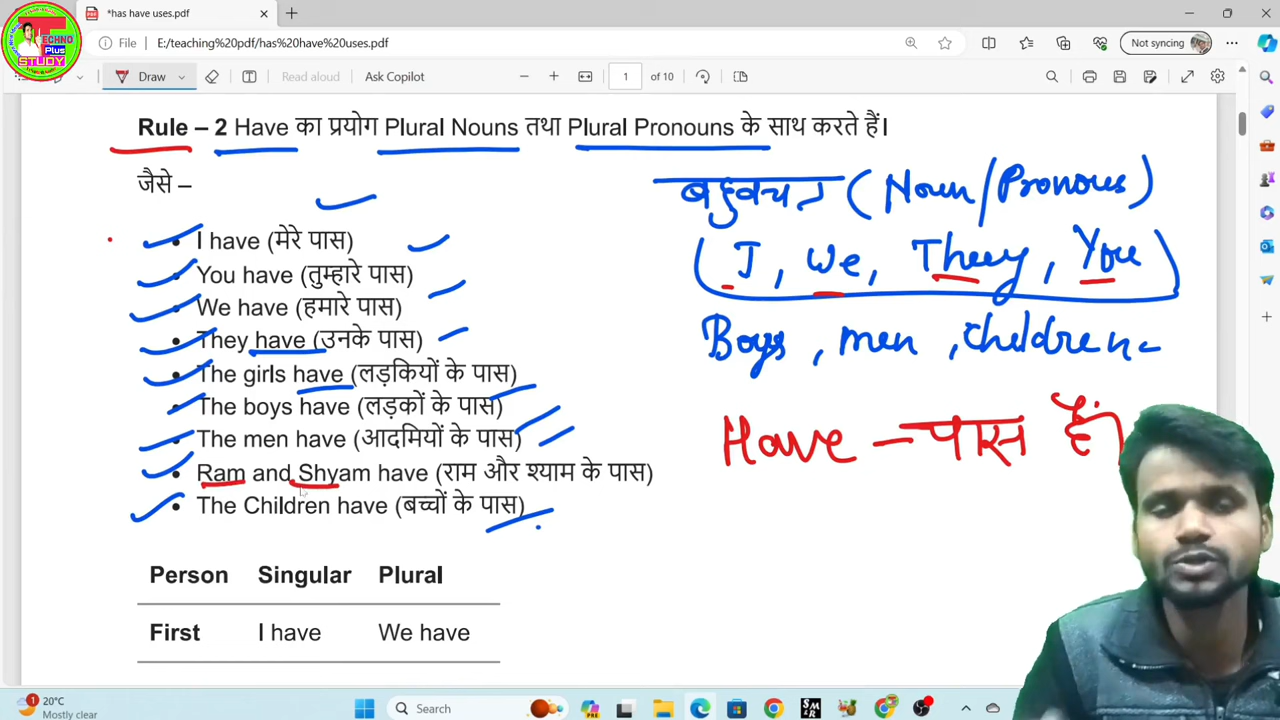 *has have uses.pdf
TECHNO
Plus
STUDY
File E:/teaching%20pdf/has%20have%20uses.pdf
Not syncing
Draw
Read aloud
Ask Copilot
1 of 10
Rule – 2 Have का प्रयोग Plural Nouns तथा Plural Pronouns के साथ करते हैं।
जैसे –
बहुवचन (Noun/Pronous)
• I have (मेरे पास)
(I, We, They, You
• You have (तुम्हारे पास)
• We have (हमारे पास)
• They have (उनके पास)
Boys, men, children
• The girls have (लड़कियों के पास)
• The boys have (लड़कों के पास)
• The men have (आदमियों के पास)
Have – पास हैं।
• Ram and Shyam have (राम और श्याम के पास)
• The Children have (बच्चों के पास)
Person Singular Plural
First I have We have
20°C
Mostly clear
Search